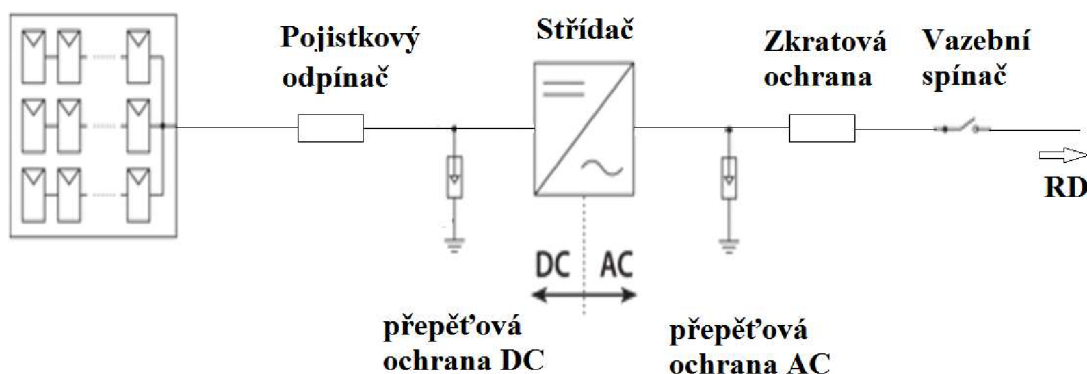 Pojistkový
odpínač
Střídač
Zkratová
ochrana
Vazební
spínač
RD
DC AC
přepěťová
ochrana DC
přepěťová
ochrana AC